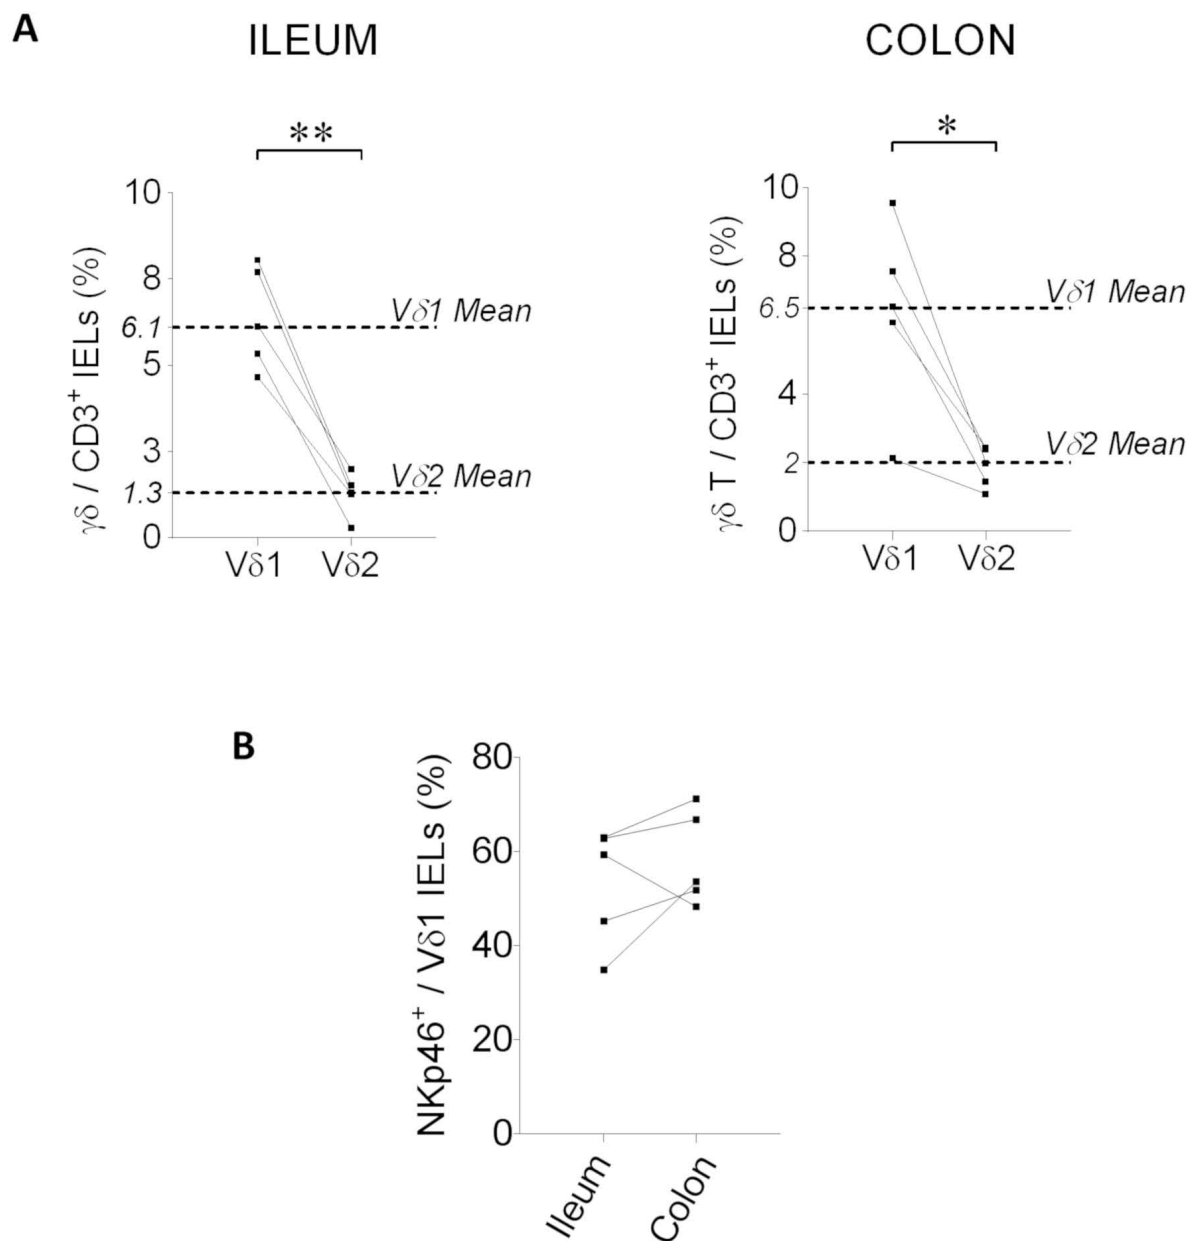 A
ILEUM
COLON
**
*
γδ / CD3⁺ IELs (%)
10
8
6.1
5
3
1.3
0
Vδ1 Mean
Vδ2 Mean
Vδ1
Vδ2
γδ T / CD3⁺ IELs (%)
10
8
6.5
4
2
0
Vδ1 Mean
Vδ2 Mean
Vδ1
Vδ2
B
NKp46⁺ / Vδ1 IELs (%)
80
60
40
20
0
Ileum
Colon